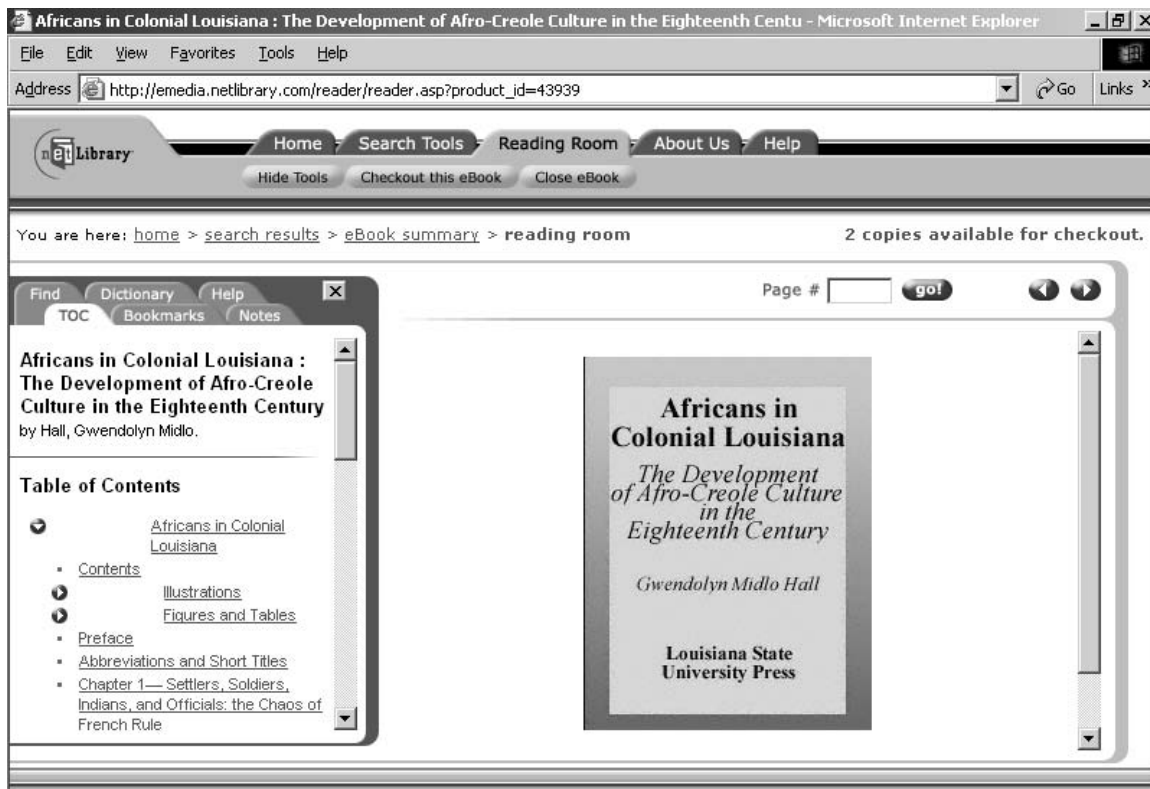 Africans in Colonial Louisiana : The Development of Afro-Creole Culture in the Eighteenth Centu - Microsoft Internet Explorer
File Edit View Favorites Tools Help
Address http://emedia.netlibrary.com/reader/reader.asp?product_id=43939 Go Links »
netLibrary
Home Search Tools Reading Room About Us Help
Hide Tools Checkout this eBook Close eBook
You are here: home > search results > eBook summary > reading room 2 copies available for checkout.
Find Dictionary Help
TOC Bookmarks Notes
Page # go!
Africans in Colonial Louisiana :
The Development of Afro-Creole
Culture in the Eighteenth Century
by Hall, Gwendolyn Midlo.
Table of Contents
Africans in Colonial
Louisiana
Contents
Illustrations
Figures and Tables
Preface
Abbreviations and Short Titles
Chapter 1— Settlers, Soldiers,
Indians, and Officials: the Chaos of
French Rule
Africans in
Colonial Louisiana
The Development
of Afro-Creole Culture
in the
Eighteenth Century
Gwendolyn Midlo Hall
Louisiana State
University Press